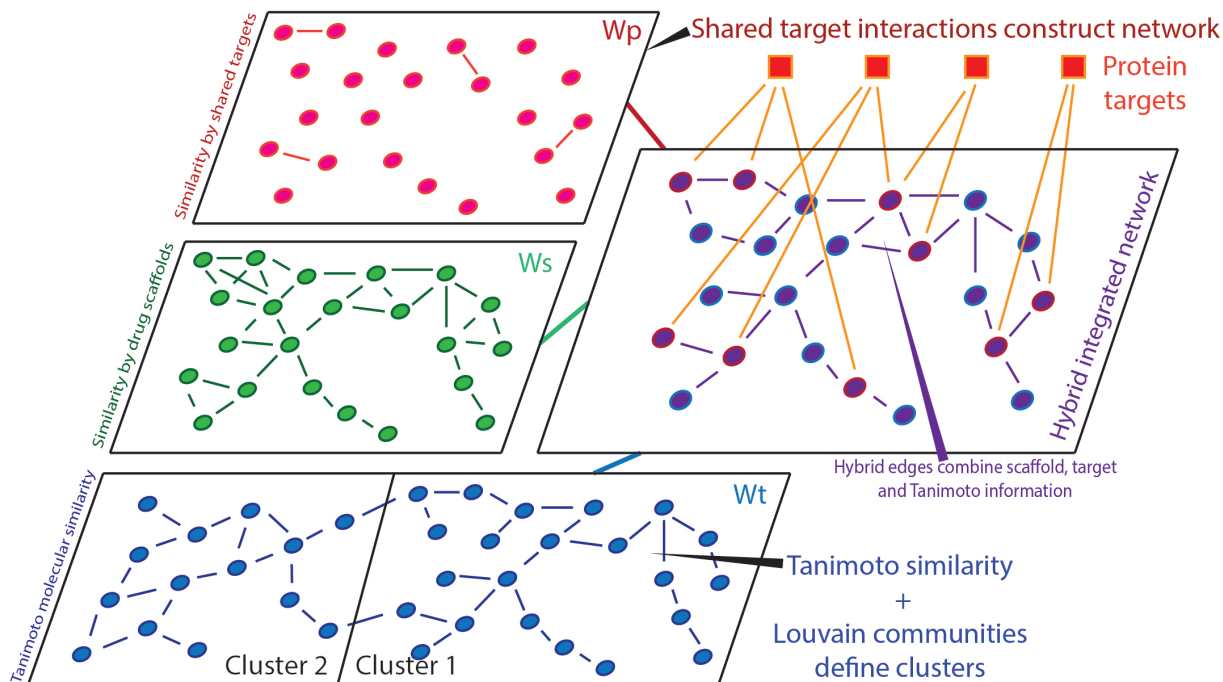 Similarity by shared targets
Wp
Shared target interactions construct network
Protein
targets
Similarity by drug scaffolds
Ws
Hybrid integrated network
Hybrid edges combine scaffold, target
and Tanimoto information
Tanimoto molecular similarity
Wt
Cluster 2
Cluster 1
Tanimoto similarity
+
Louvain communities
define clusters